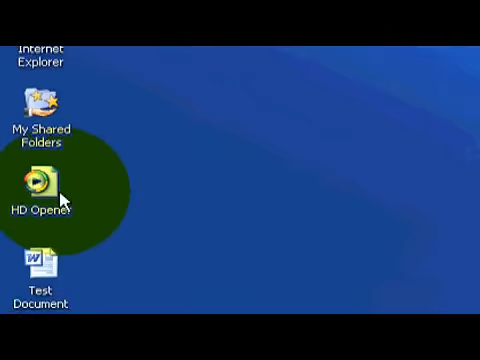 Internet
Explorer
My Shared
Folders
HD Opener
Test
Document